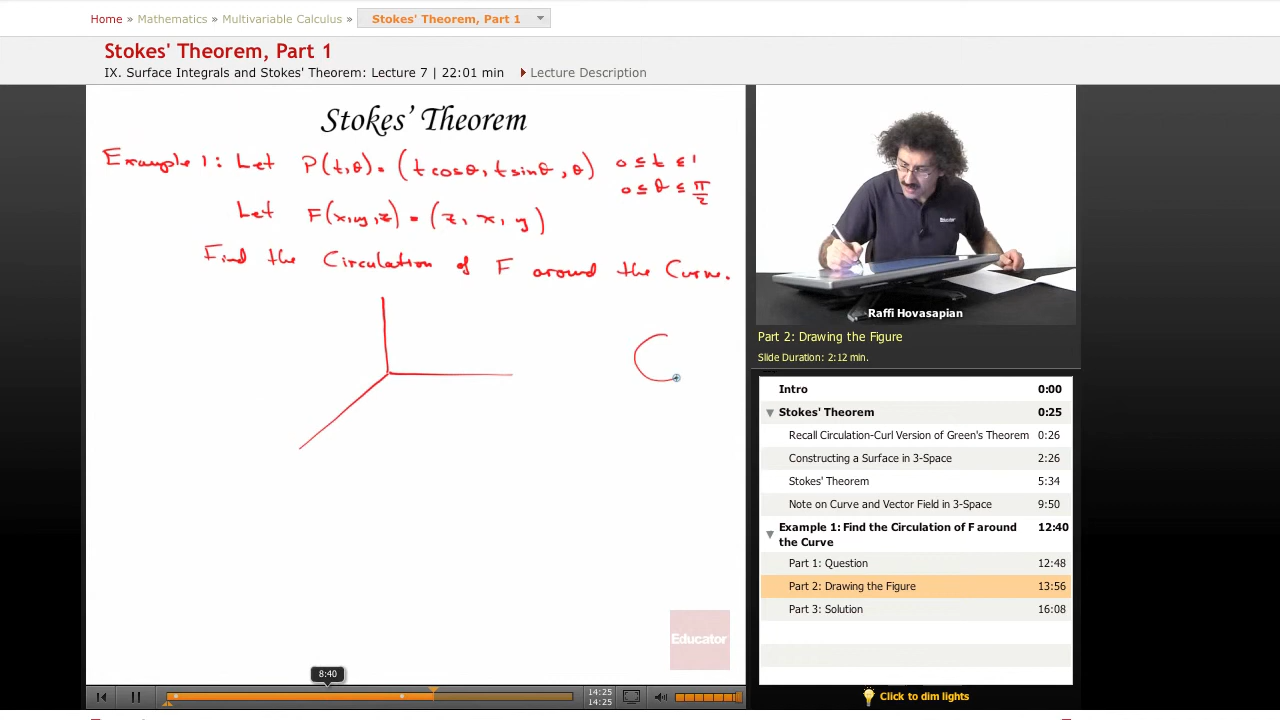 Home » Mathematics » Multivariable Calculus » Stokes' Theorem, Part 1
Stokes' Theorem, Part 1
IX. Surface Integrals and Stokes' Theorem: Lecture 7 | 22:01 min Lecture Description
Stokes' Theorem
Example 1: Let P(t,θ) = (t cosθ, t sinθ, θ) 0 ≤ t ≤ 1
0 ≤ θ ≤ π/2
Let F(x,y,z) = (z, x, y)
Find the Circulation of F around the Curve.
Educator
Raffi Hovasapian
Part 2: Drawing the Figure
Slide Duration: 2:12 min.
Intro 0:00
Stokes' Theorem 0:25
Recall Circulation-Curl Version of Green's Theorem 0:26
Constructing a Surface in 3-Space 2:26
Stokes' Theorem 5:34
Note on Curve and Vector Field in 3-Space 9:50
Example 1: Find the Circulation of F around 12:40
the Curve
Part 1: Question 12:48
Part 2: Drawing the Figure 13:56
Part 3: Solution 16:08
8:40
14:25
14:25
Click to dim lights